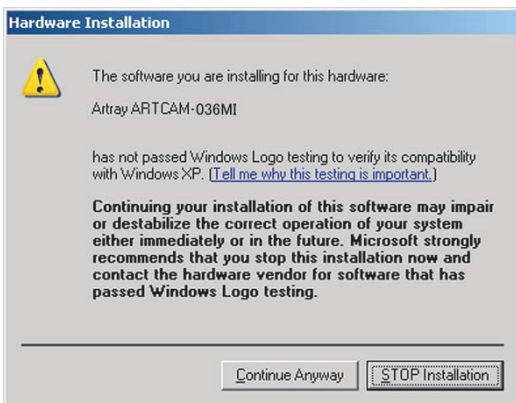 Hardware Installation
The software you are installing for this hardware:
Artray ARTCAM-036MI
has not passed Windows Logo testing to verify its compatibility
with Windows XP. (Tell me why this testing is important.)
Continuing your installation of this software may impair
or destabilize the correct operation of your system
either immediately or in the future. Microsoft strongly
recommends that you stop this installation now and
contact the hardware vendor for software that has
passed Windows Logo testing.
Continue Anyway
STOP Installation